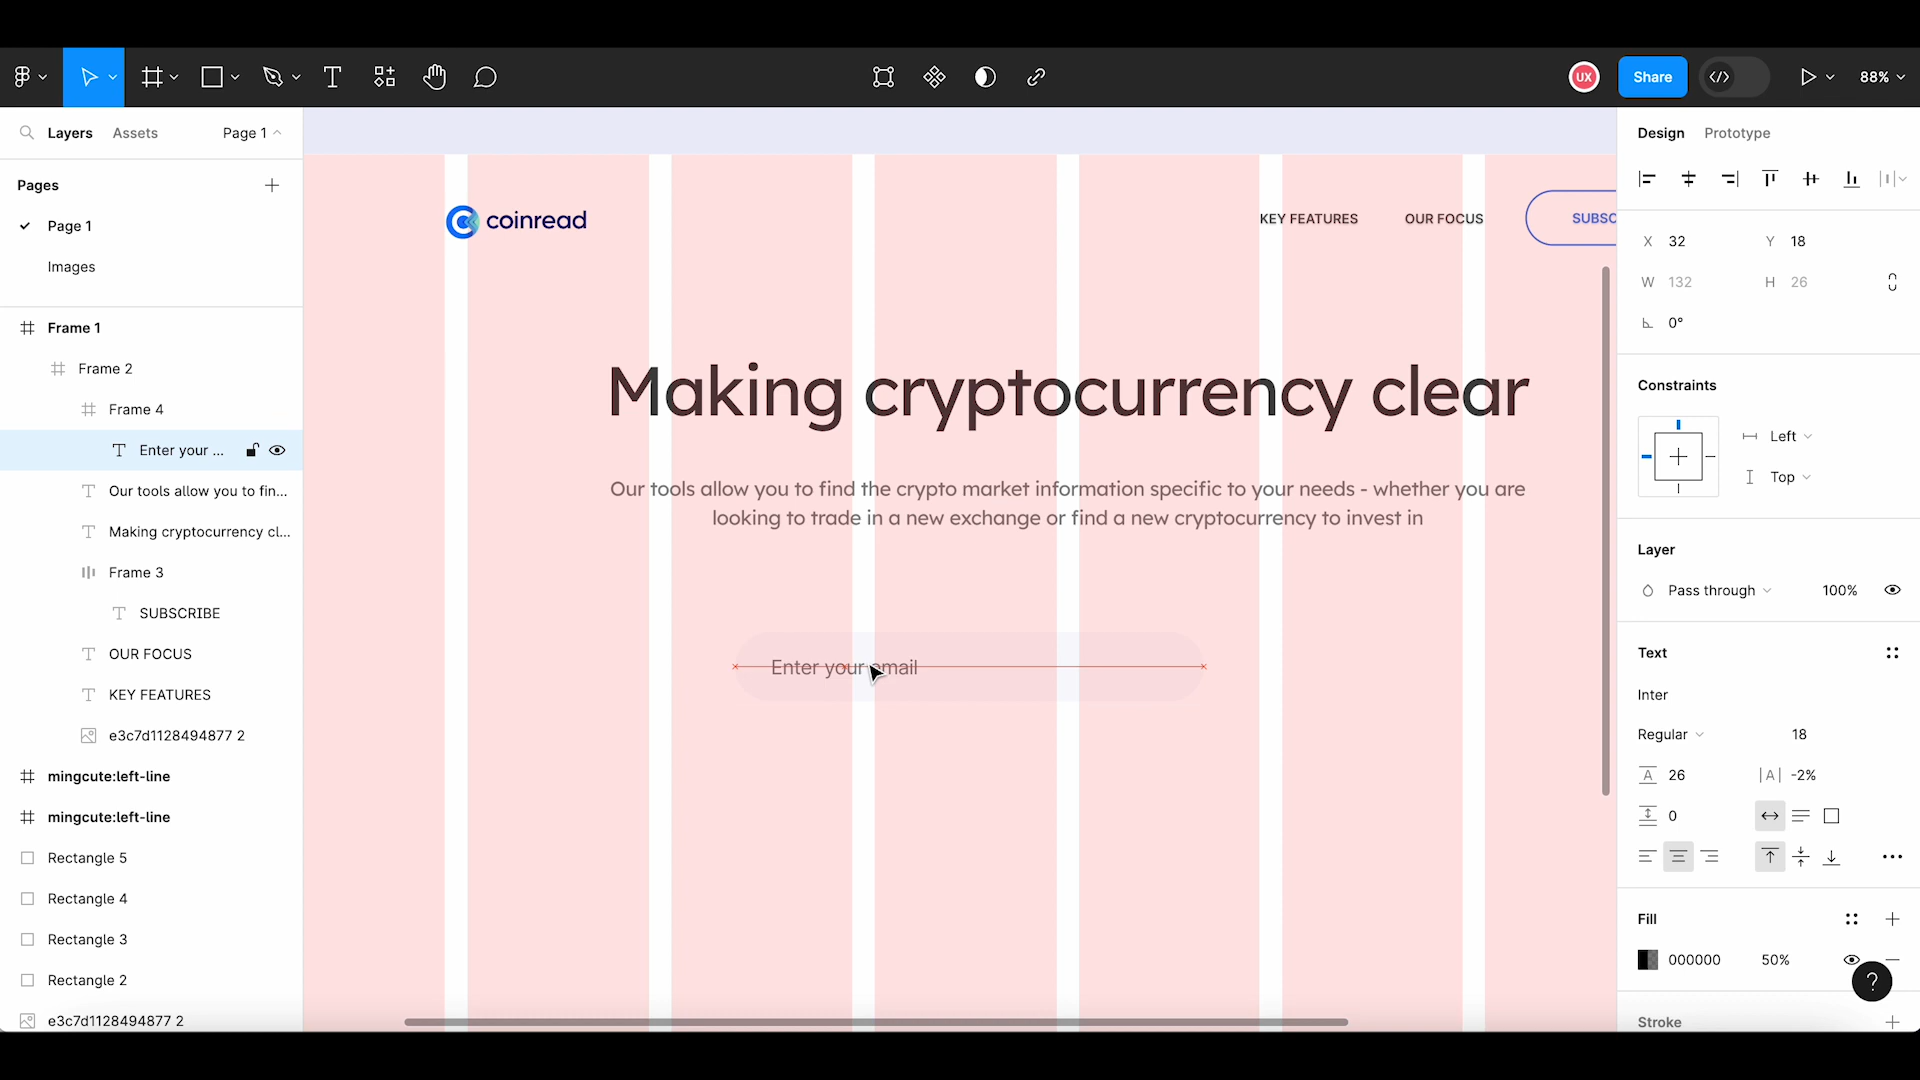 UX
Share
88%
Layers
Assets
Page 1
Pages
Page 1
Images
Frame 1
Frame 2
Frame 4
Enter your ...
Our tools allow you to fin...
Making cryptocurrency cl...
Frame 3
SUBSCRIBE
OUR FOCUS
KEY FEATURES
e3c7d1128494877 2
mingcute:left-line
mingcute:left-line
Rectangle 5
Rectangle 4
Rectangle 3
Rectangle 2
e3c7d1128494877 2
coinread
KEY FEATURES
OUR FOCUS
SUBSC
Making cryptocurrency clear
Our tools allow you to find the crypto market information specific to your needs - whether you are
looking to trade in a new exchange or find a new cryptocurrency to invest in
Enter your email
Design
Prototype
X 32
Y 18
W 132
H 26
0°
Constraints
Left
Top
Layer
Pass through
100%
Text
Inter
Regular
18
A 26
|A| -2%
0
Fill
000000
50%
?
Stroke